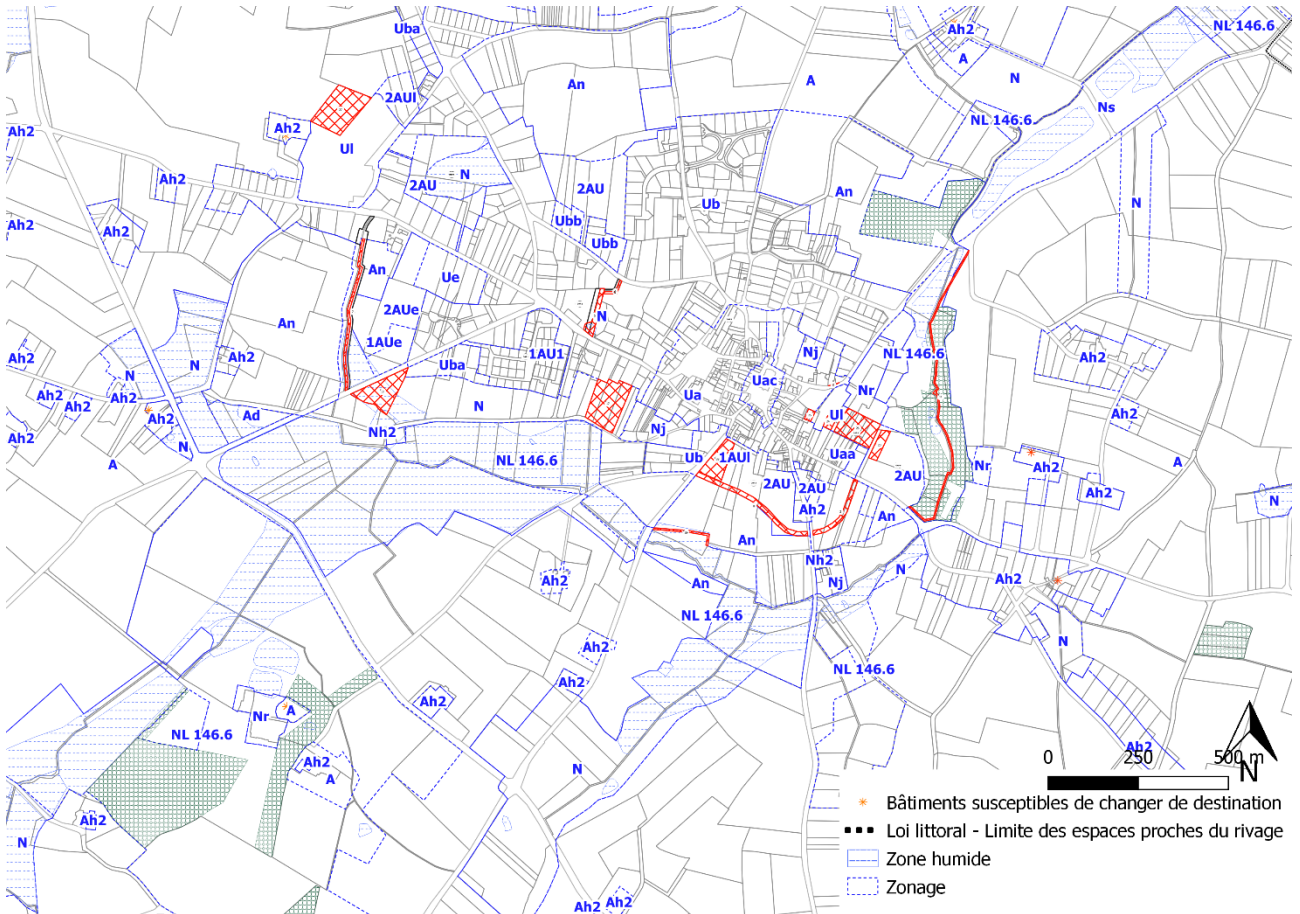 Uba
Ah2
A
NL 146.6
N
An
A
2AUl
Ns
Ah2
Ah2
NL 146.6
Ul
2AU
N
2AU
An
Ah2
Ub
N
Ah2
Ubb
Ah2
Ah2
Ubb
An
Ue
2AUe
N
An
1AUe
Nj
NL 146.6
Ah2
Uba
1AU1
Ah2
Ah2
N
N
Uac
Nr
Ah2
Ah2
Ah2
Ua
Ah2
Ad
Ul
Ah2
Ah2
N
N
Nh2
Nj
Uaa
A
NL 146.6
Ub
1AUl
Nr
Ah2
A
2AU
2AU
2AU
Ah2
N
Ah2
An
An
Nh2
N
Ah2
An
Nj
Ah2
NL 146.6
N
Ah2
NL 146.6
Ah2
Ah2
Nr
A
NL 146.6
Ah2
Ah2
A
N
0
250
500 m
N
Ah2
N
Ah2
Ah2
Bâtiments susceptibles de changer de destination
Loi littoral - Limite des espaces proches du rivage
Zone humide
Zonage